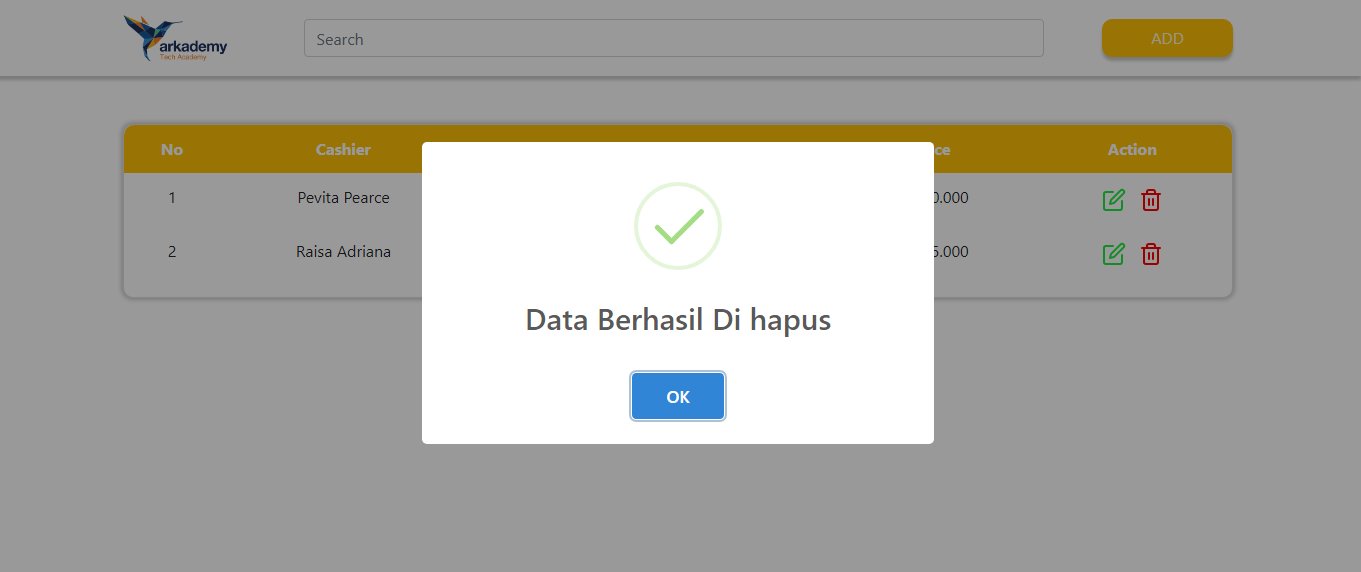 arkademy
Tech Academy
Search
ADD
No Cashier ce Action
1 Pevita Pearce 0.000
2 Raisa Adriana 5.000
Data Berhasil Di hapus
OK